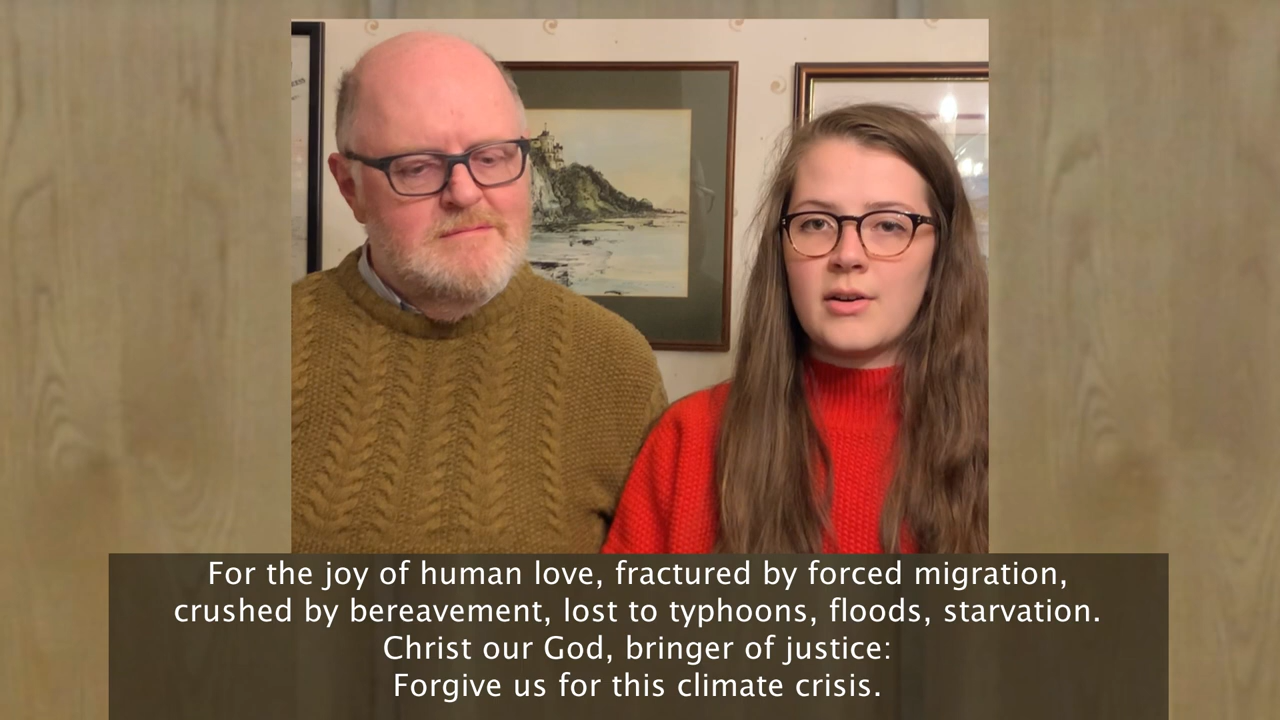 For the joy of human love, fractured by forced migration,
crushed by bereavement, lost to typhoons, floods, starvation.
Christ our God, bringer of justice:
Forgive us for this climate crisis.